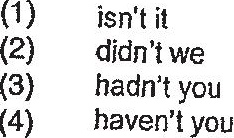 (1) isn't it
(2) didn't we
(3) hadn't you
(4) haven't you